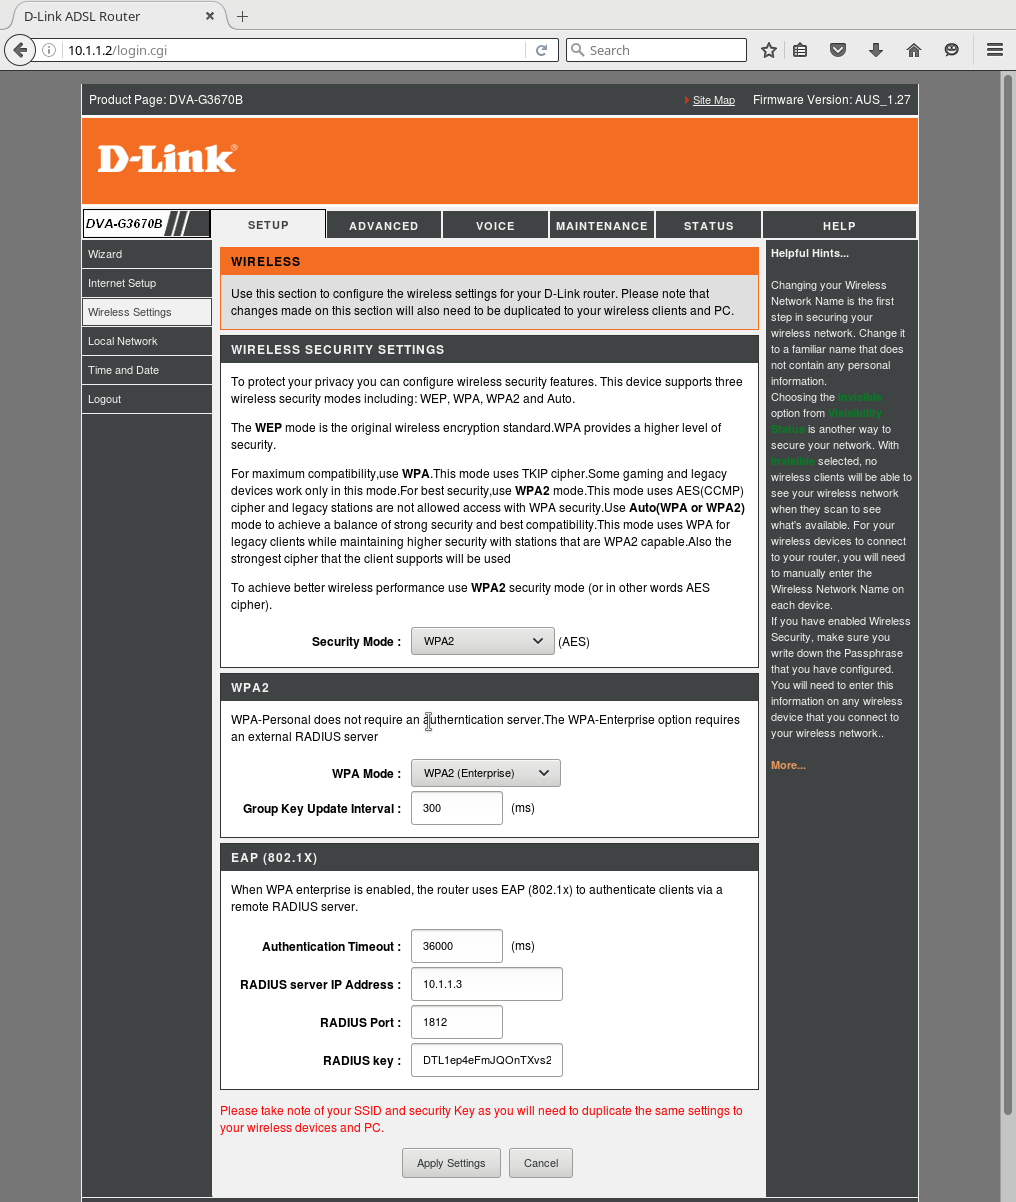 D-Link ADSL Router
10.1.1.2/login.cgi
Search
Product Page: DVA-G3670B
Site Map
Firmware Version: AUS_1.27
D-Link
DVA-G3670B
SETUP
ADVANCED
VOICE
MAINTENANCE
STATUS
HELP
Wizard
Internet Setup
Wireless Settings
Local Network
Time and Date
Logout
WIRELESS
Use this section to configure the wireless settings for your D-Link router. Please note that
changes made on this section will also need to be duplicated to your wireless clients and PC.
WIRELESS SECURITY SETTINGS
To protect your privacy you can configure wireless security features. This device supports three
wireless security modes including: WEP, WPA, WPA2 and Auto.
The WEP mode is the original wireless encryption standard.WPA provides a higher level of
security.
For maximum compatibility,use WPA.This mode uses TKIP cipher.Some gaming and legacy
devices work only in this mode.For best security,use WPA2 mode.This mode uses AES(CCMP)
cipher and legacy stations are not allowed access with WPA security.Use Auto(WPA or WPA2)
mode to achieve a balance of strong security and best compatibility.This mode uses WPA for
legacy clients while maintaining higher security with stations that are WPA2 capable.Also the
strongest cipher that the client supports will be used
To achieve better wireless performance use WPA2 security mode (or in other words AES
cipher).
Security Mode : WPA2 (AES)
WPA2
WPA-Personal does not require an autherntication server.The WPA-Enterprise option requires
an external RADIUS server
WPA Mode : WPA2 (Enterprise)
Group Key Update Interval : 300 (ms)
EAP (802.1X)
When WPA enterprise is enabled, the router uses EAP (802.1x) to authenticate clients via a
remote RADIUS server.
Authentication Timeout : 36000 (ms)
RADIUS server IP Address : 10.1.1.3
RADIUS Port : 1812
RADIUS key : DTL1ep4eFmJQOnTXvs2
Please take note of your SSID and security Key as you will need to duplicate the same settings to
your wireless devices and PC.
Apply Settings
Cancel
Helpful Hints...
Changing your Wireless
Network Name is the first
step in securing your
wireless network. Change it
to a familiar name that does
not contain any personal
information.
Choosing the Invisible
option from Visisibility
Status is another way to
secure your network. With
Invisible selected, no
wireless clients will be able to
see your wireless network
when they scan to see
what's available. For your
wireless devices to connect
to your router, you will need
to manually enter the
Wireless Network Name on
each device.
If you have enabled Wireless
Security, make sure you
write down the Passphrase
that you have configured.
You will need to enter this
information on any wireless
device that you connect to
your wireless network..
More...